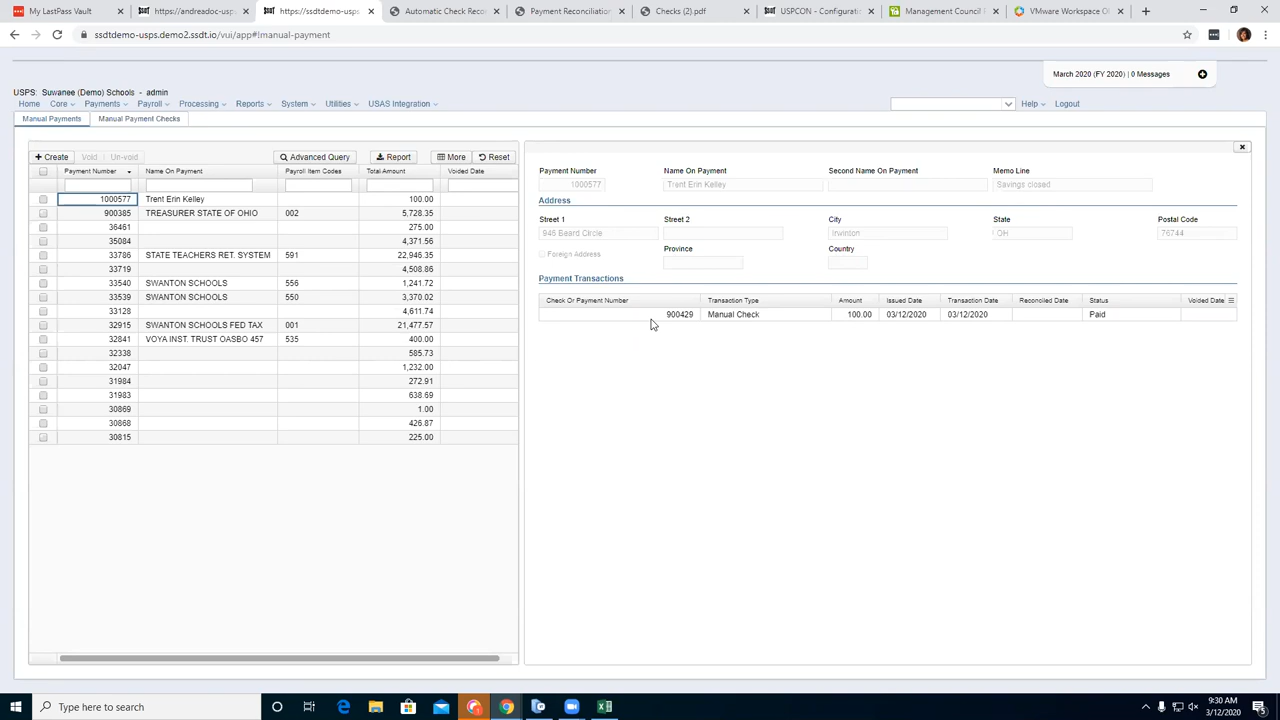 My LastPass Vault
https://andreadoc-usps
https://ssdtdemo-usps.de
Automatic Check Reco
Payment Reconciliation
Checks (2).pdf
USPCON - Configuratio
Management Council R
VMware Workspace O
ssdtdemo-usps.demo2.ssdt.io/vui/app#!manual-payment
March 2020 (FY 2020) | 0 Messages
USPS: Suwanee (Demo) Schools - admin
Home Core Payments Payroll Processing Reports System Utilities USAS Integration Help Logout
Manual Payments Manual Payment Checks
Create Void Un-void Advanced Query Report More Reset
Payment Number Name On Payment Payroll Item Codes Total Amount Voided Date
1000577 Trent Erin Kelley 100.00
900385 TREASURER STATE OF OHIO 002 5,728.35
36461 275.00
35084 4,371.56
33786 STATE TEACHERS RET. SYSTEM 591 22,946.35
33719 4,508.86
33540 SWANTON SCHOOLS 556 1,241.72
33539 SWANTON SCHOOLS 550 3,370.02
33128 4,611.74
32915 SWANTON SCHOOLS FED TAX 001 21,477.57
32841 VOYA INST. TRUST OASBO 457 535 400.00
32338 585.73
32047 1,232.00
31984 272.91
31983 638.69
30869 1.00
30868 426.87
30815 225.00
Payment Number Name On Payment Second Name On Payment Memo Line
1000577 Trent Erin Kelley Savings closed
Address
Street 1 Street 2 City State Postal Code
945 Beard Circle Irwinton OH 76744
Province Country
Foreign Address
Payment Transactions
Check Or Payment Number Transaction Type Amount Issued Date Transaction Date Reconciled Date Status Voided Date
900429 Manual Check 100.00 03/12/2020 03/12/2020 Paid
Type here to search
9:30 AM
3/12/2020
5